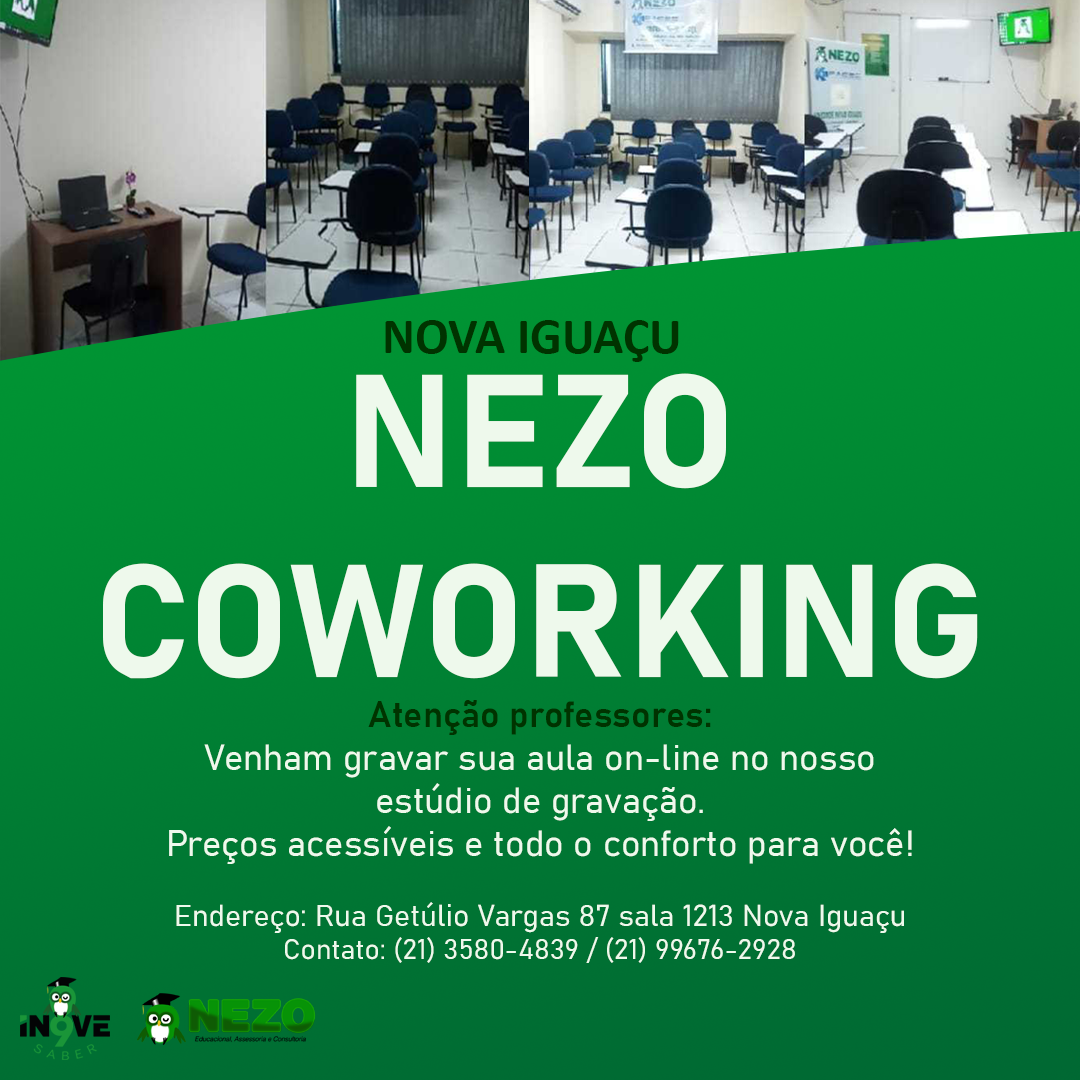 NEZO
NEZO
NOVA IGUAÇU
NEZO
COWORKING
Atenção professores:
Venham gravar sua aula on-line no nosso
estúdio de gravação.
Preços acessíveis e todo o conforto para você!
Endereço: Rua Getúlio Vargas 87 sala 1213 Nova Iguaçu
Contato: (21) 3580-4839 / (21) 99676-2928
iN9VE
SABER
NEZO
Educacional, Assessoria e Consultoria